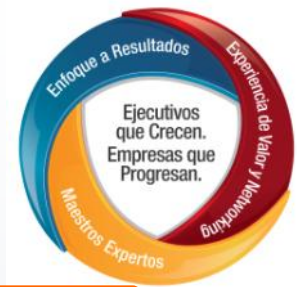 Enfoque a Resultados
Experiencia de Valor y Networking
Ejecutivos
que Crecen.
Empresas que
Progresan.
Maestros Expertos